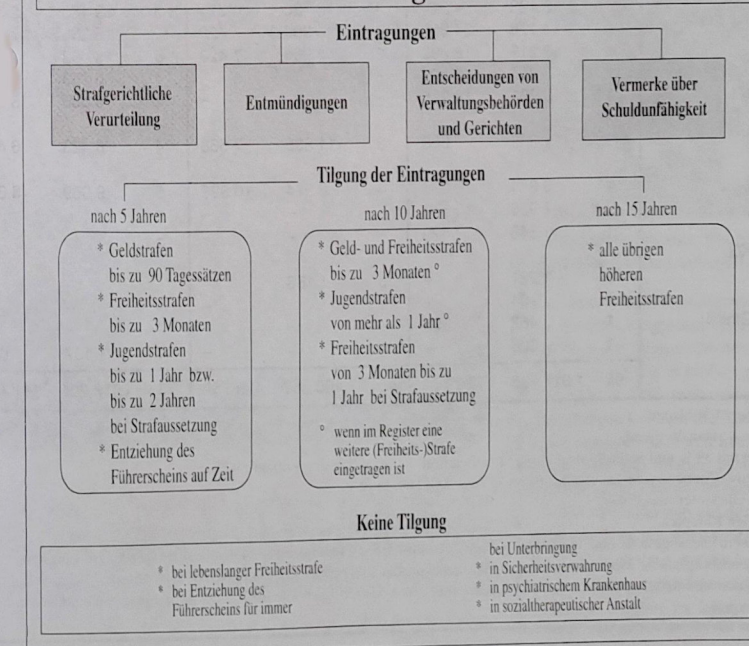 Eintragungen
Strafgerichtliche
Verurteilung
Entmündigungen
Entscheidungen von
Verwaltungsbehörden
und Gerichten
Vermerke über
Schuldunfähigkeit
Tilgung der Eintragungen
nach 5 Jahren
* Geldstrafen
bis zu 90 Tagessätzen
* Freiheitsstrafen
bis zu 3 Monaten
* Jugendstrafen
bis zu 1 Jahr bzw.
bis zu 2 Jahren
bei Strafaussetzung
* Entziehung des
Führerscheins auf Zeit
nach 10 Jahren
* Geld- und Freiheitsstrafen
bis zu 3 Monaten °
* Jugendstrafen
von mehr als 1 Jahr °
* Freiheitsstrafen
von 3 Monaten bis zu
1 Jahr bei Strafaussetzung
° wenn im Register eine
weitere (Freiheits-)Strafe
eingetragen ist
nach 15 Jahren
* alle übrigen
höheren
Freiheitsstrafen
Keine Tilgung
* bei lebenslanger Freiheitsstrafe
* bei Entziehung des
Führerscheins für immer
bei Unterbringung
* in Sicherheitsverwahrung
* in psychiatrischem Krankenhaus
* in sozialtherapeutischer Anstalt